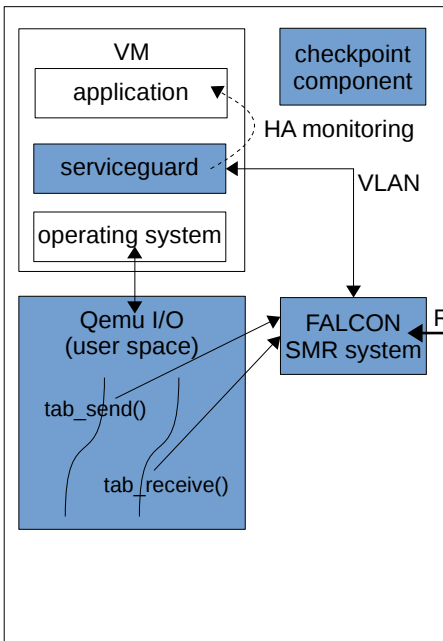 VM
application
checkpoint
component
HA monitoring
serviceguard
VLAN
operating system
Qemu I/O
(user space)
FALCON
SMR system
tab_send()
tab_receive()